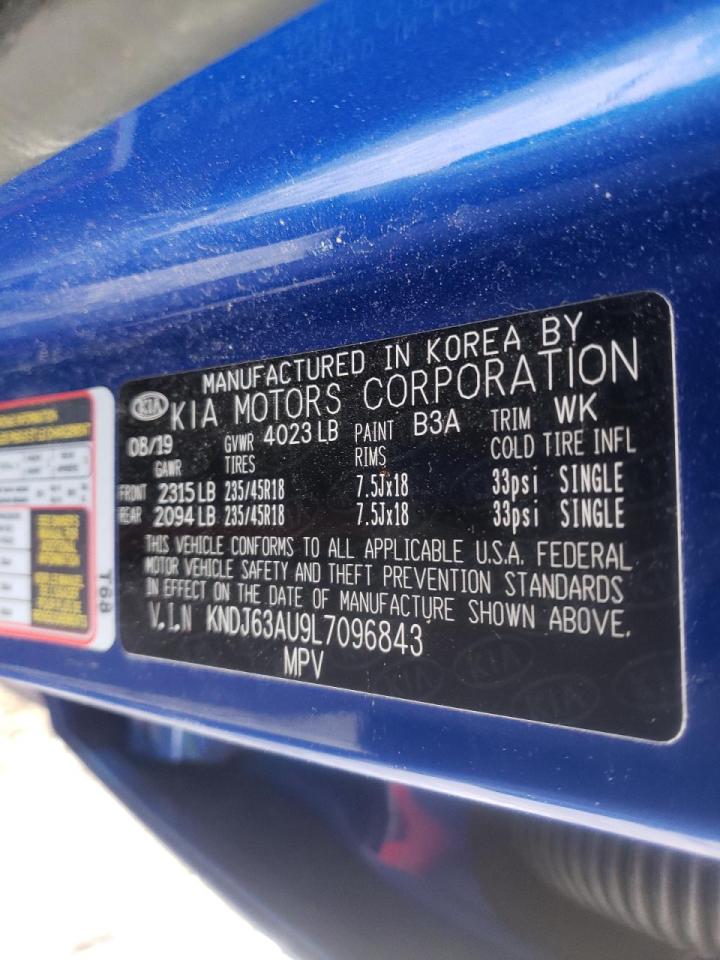 MANUFACTURED IN KOREA BY
KIA KIA MOTORS CORPORATION
08/19 GVWR 4023 LB PAINT B3A TRIM WK
GAWR TIRES RIMS COLD TIRE INFL
FRONT 2315 LB 235/45R18 7.5Jx18 33psi SINGLE
REAR 2094 LB 235/45R18 7.5Jx18 33psi SINGLE
THIS VEHICLE CONFORMS TO ALL APPLICABLE U.S.A. FEDERAL
MOTOR VEHICLE SAFETY AND THEFT PREVENTION STANDARDS
IN EFFECT ON THE DATE OF MANUFACTURE SHOWN ABOVE.
V.I.N KNDJ63AU9L7096843
MPV
T68